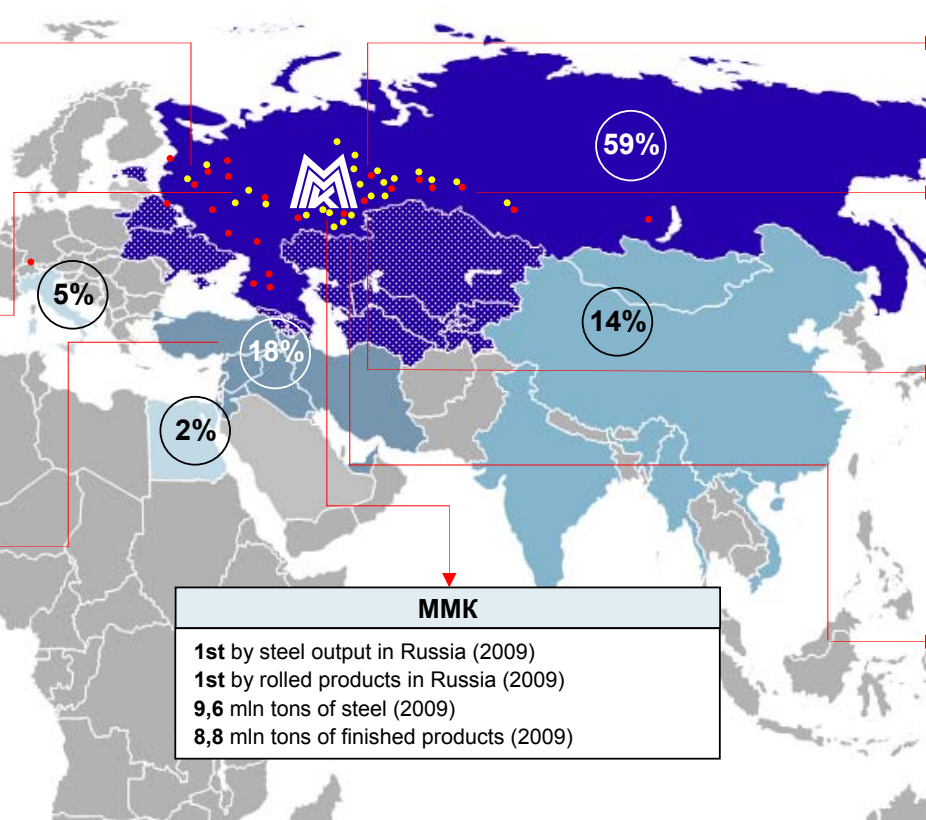 59%
5%
14%
18%
2%
ММК
1st by steel output in Russia (2009)
1st by rolled products in Russia (2009)
9,6 mln tons of steel (2009)
8,8 mln tons of finished products (2009)